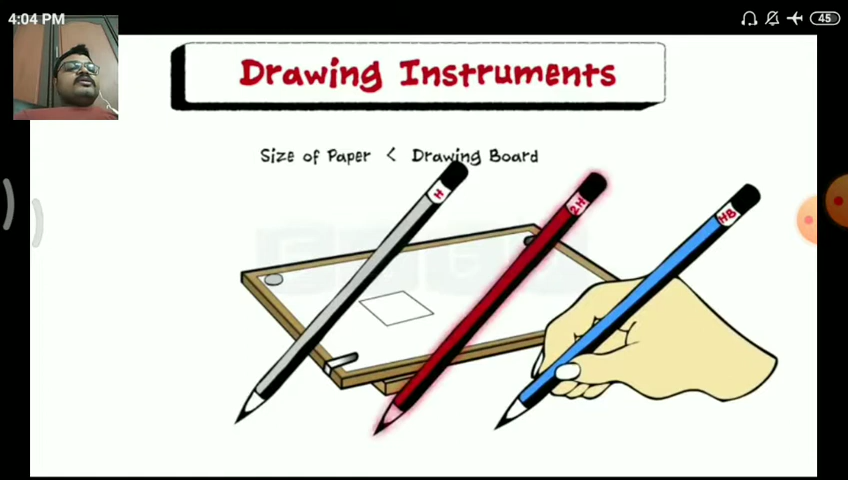 4:04 PM
45
Drawing Instruments
Size of Paper < Drawing Board
H
2H
HB